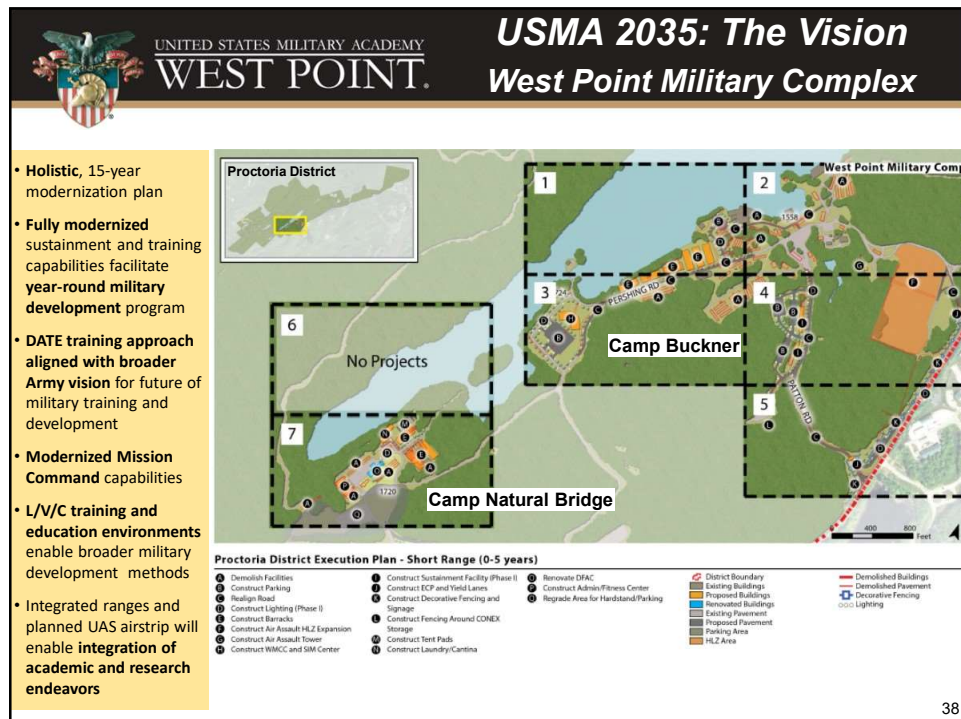 UNITED STATES MILITARY ACADEMY
WEST POINT.
USMA 2035: The Vision
West Point Military Complex
• Holistic, 15-year
modernization plan
• Fully modernized
sustainment and training
capabilities facilitate
year-round military
development program
• DATE training approach
aligned with broader
Army vision for future of
military training and
development
• Modernized Mission
Command capabilities
• L/V/C training and
education environments
enable broader military
development methods
• Integrated ranges and
planned UAS airstrip will
enable integration of
academic and research
endeavors
Proctoria District
West Point Military Comp
1
2
3
4
5
6
7
1558
PERSHING RD
PATTON RD
Camp Buckner
No Projects
1720
Camp Natural Bridge
400 800
Feet
Proctoria District Execution Plan - Short Range (0-5 years)
A Demolish Facilities
B Construct Parking
C Realign Road
D Construct Lighting (Phase I)
E Construct Barracks
F Construct Air Assault HLZ Expansion
G Construct Air Assault Tower
H Construct WMCC and SIM Center
I Construct Sustainment Facility (Phase I)
J Construct ECP and Yield Lanes
K Construct Decorative Fencing and
Signage
L Construct Fencing Around CONEX
Storage
M Construct Tent Pads
N Construct Laundry/Cantina
O Renovate DFAC
P Construct Admin/Fitness Center
Q Regrade Area for Hardstand/Parking
District Boundary
Existing Buildings
Proposed Buildings
Renovated Buildings
Existing Pavement
Proposed Pavement
Parking Area
HLZ Area
Demolished Buildings
Demolished Pavement
Decorative Fencing
Lighting
38